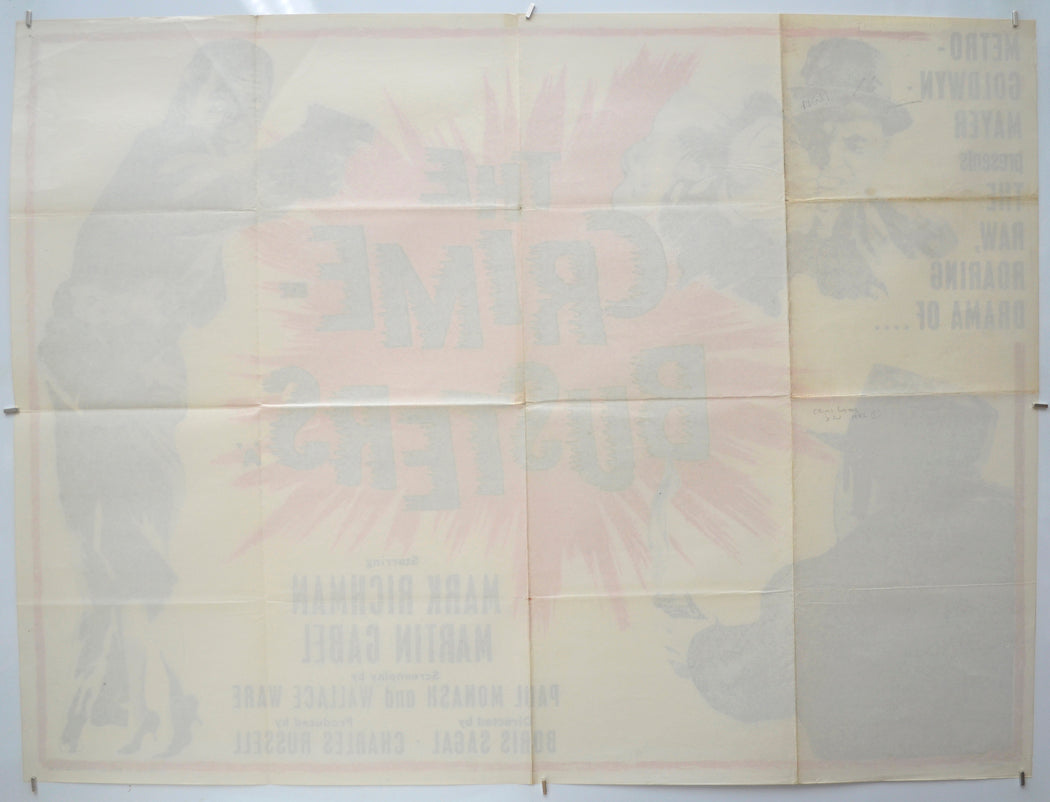 METRO-
GOLDWYN-
MAYER
presents
THE
RAW,
ROARING
DRAMA OF....
THE
CRIME-
BUSTERS
Starring
MARK RICHMAN
MARTIN GABEL
Screenplay by
PAUL MONASH and WALLACE WARE
Directed by Produced by
BORIS SAGAL · CHARLES RUSSELL